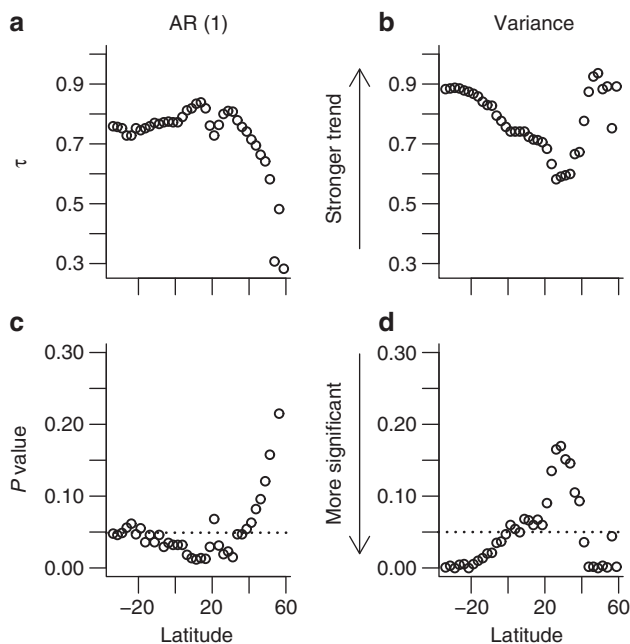 a
AR (1)
b
Variance
0.9
0.7
0.5
0.3
τ
Stronger trend
0.9
0.7
0.5
0.3
c
d
0.30
0.20
0.10
0.00
P value
More significant
0.30
0.20
0.10
0.00
−20
20
60
Latitude
−20
20
60
Latitude